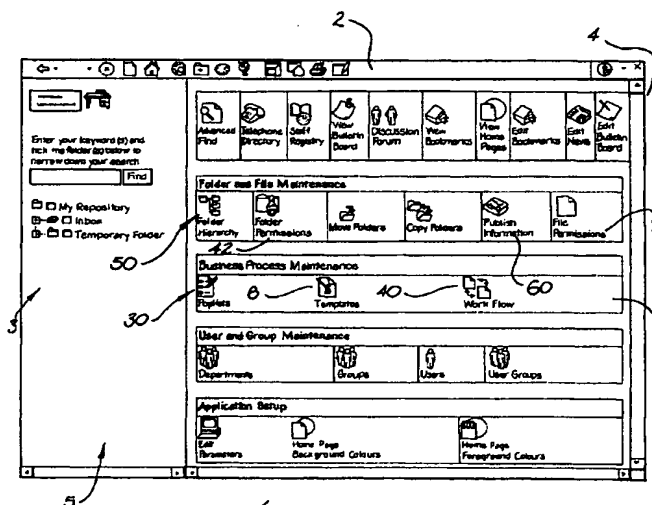 2
4
Advanced Find
Telephone Directory
Staff Registry
View Bulletin Board
Discussion Forum
View Bookmarks
View Home Pages
Edit Bookmarks
Edit News
Edit Bulletin Board
Enter your keyword(s) and
tick the folder(s) below to
narrow down your search
Find
My Repository
Inbox
Temporary Folder
Folder and File Maintenance
Folder Hierarchy
Folder Permissions
Move Folders
Copy Folders
Publish Information
File Permissions
50
42
60
Business Process Maintenance
3
30
8
40
Templates
Work Flow
User and Group Maintenance
Departments
Groups
Users
User Groups
Application Setup
Edit Parameters
Home Page Background Colours
Home Page Foreground Colours
5